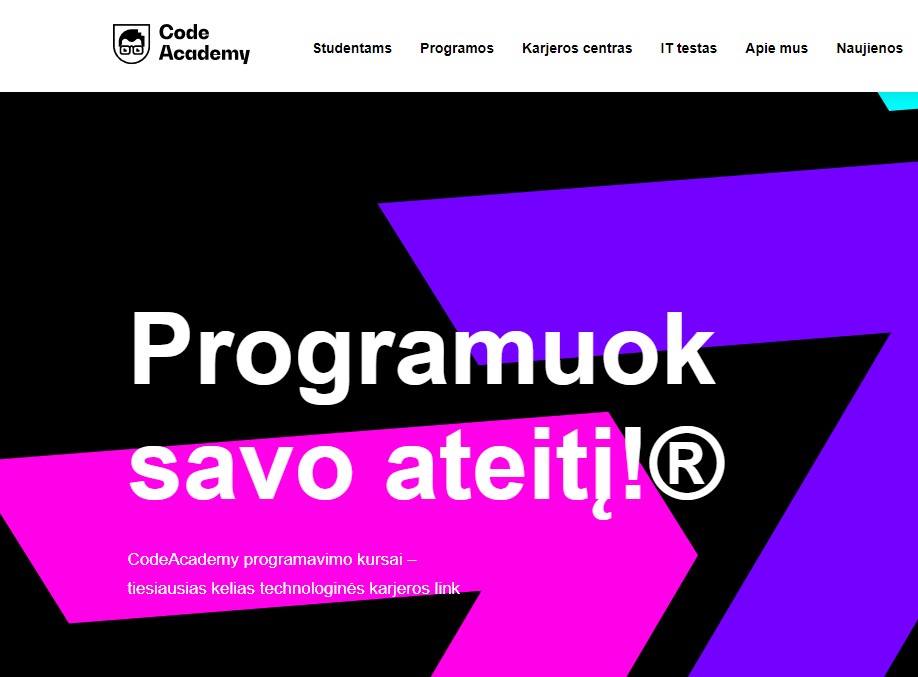 Code
Academy
Studentams Programos Karjeros centras IT testas Apie mus Naujienos
Programuok
savo ateitį!®
CodeAcademy programavimo kursai –
tiesiausias kelias technologinės karjeros link